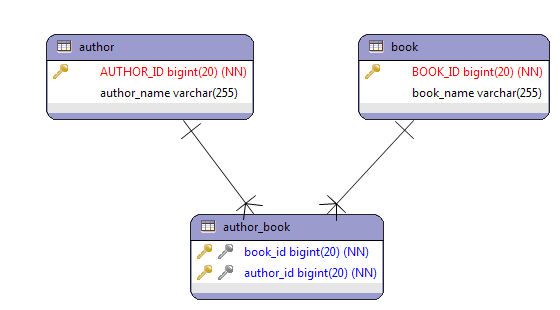 author
AUTHOR_ID bigint(20) (NN)
author_name varchar(255)
book
BOOK_ID bigint(20) (NN)
book_name varchar(255)
author_book
book_id bigint(20) (NN)
author_id bigint(20) (NN)